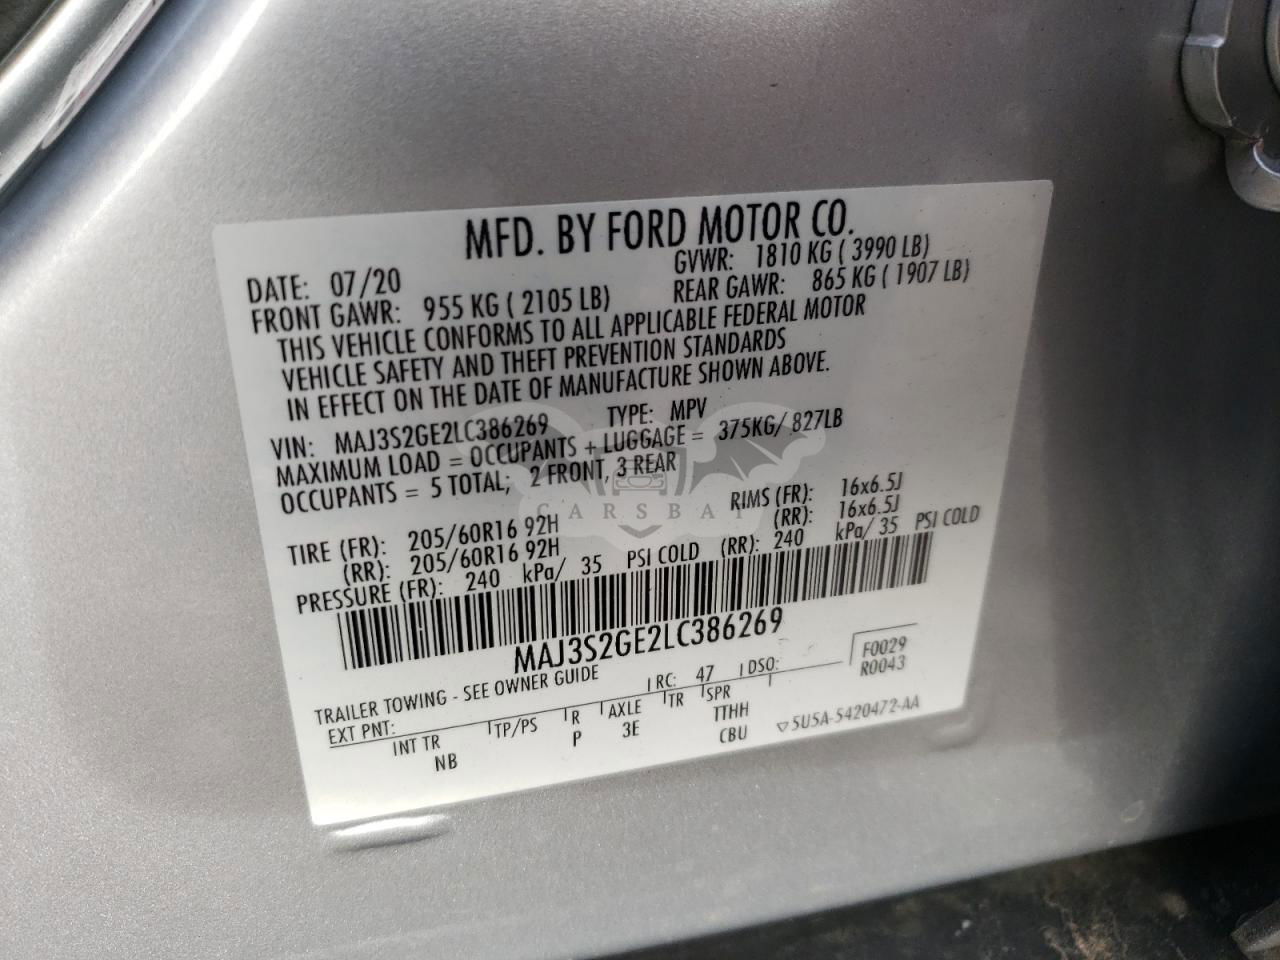 MFD. BY FORD MOTOR CO.
DATE: 07/20 GVWR: 1810 KG ( 3990 LB)
FRONT GAWR: 955 KG ( 2105 LB) REAR GAWR: 865 KG ( 1907 LB)
THIS VEHICLE CONFORMS TO ALL APPLICABLE FEDERAL MOTOR
VEHICLE SAFETY AND THEFT PREVENTION STANDARDS
IN EFFECT ON THE DATE OF MANUFACTURE SHOWN ABOVE.
VIN: MAJ3S2GE2LC386269 TYPE: MPV
MAXIMUM LOAD = OCCUPANTS + LUGGAGE = 375KG/ 827LB
OCCUPANTS = 5 TOTAL; 2 FRONT, 3 REAR
CARSBAT
TIRE (FR): 205/60R16 92H RIMS (FR): 16x6.5J
(RR): 205/60R16 92H (RR): 16x6.5J
PRESSURE (FR): 240 kPa/ 35 PSI COLD (RR): 240 kPa/ 35 PSI COLD
MAJ3S2GE2LC386269
TRAILER TOWING - SEE OWNER GUIDE F0029
EXT PNT: RC: 47 DSO: R0043
INT TR TP/PS R AXLE TR SPR
NB P 3E TTHH 5U5A-5420472-AA
CBU